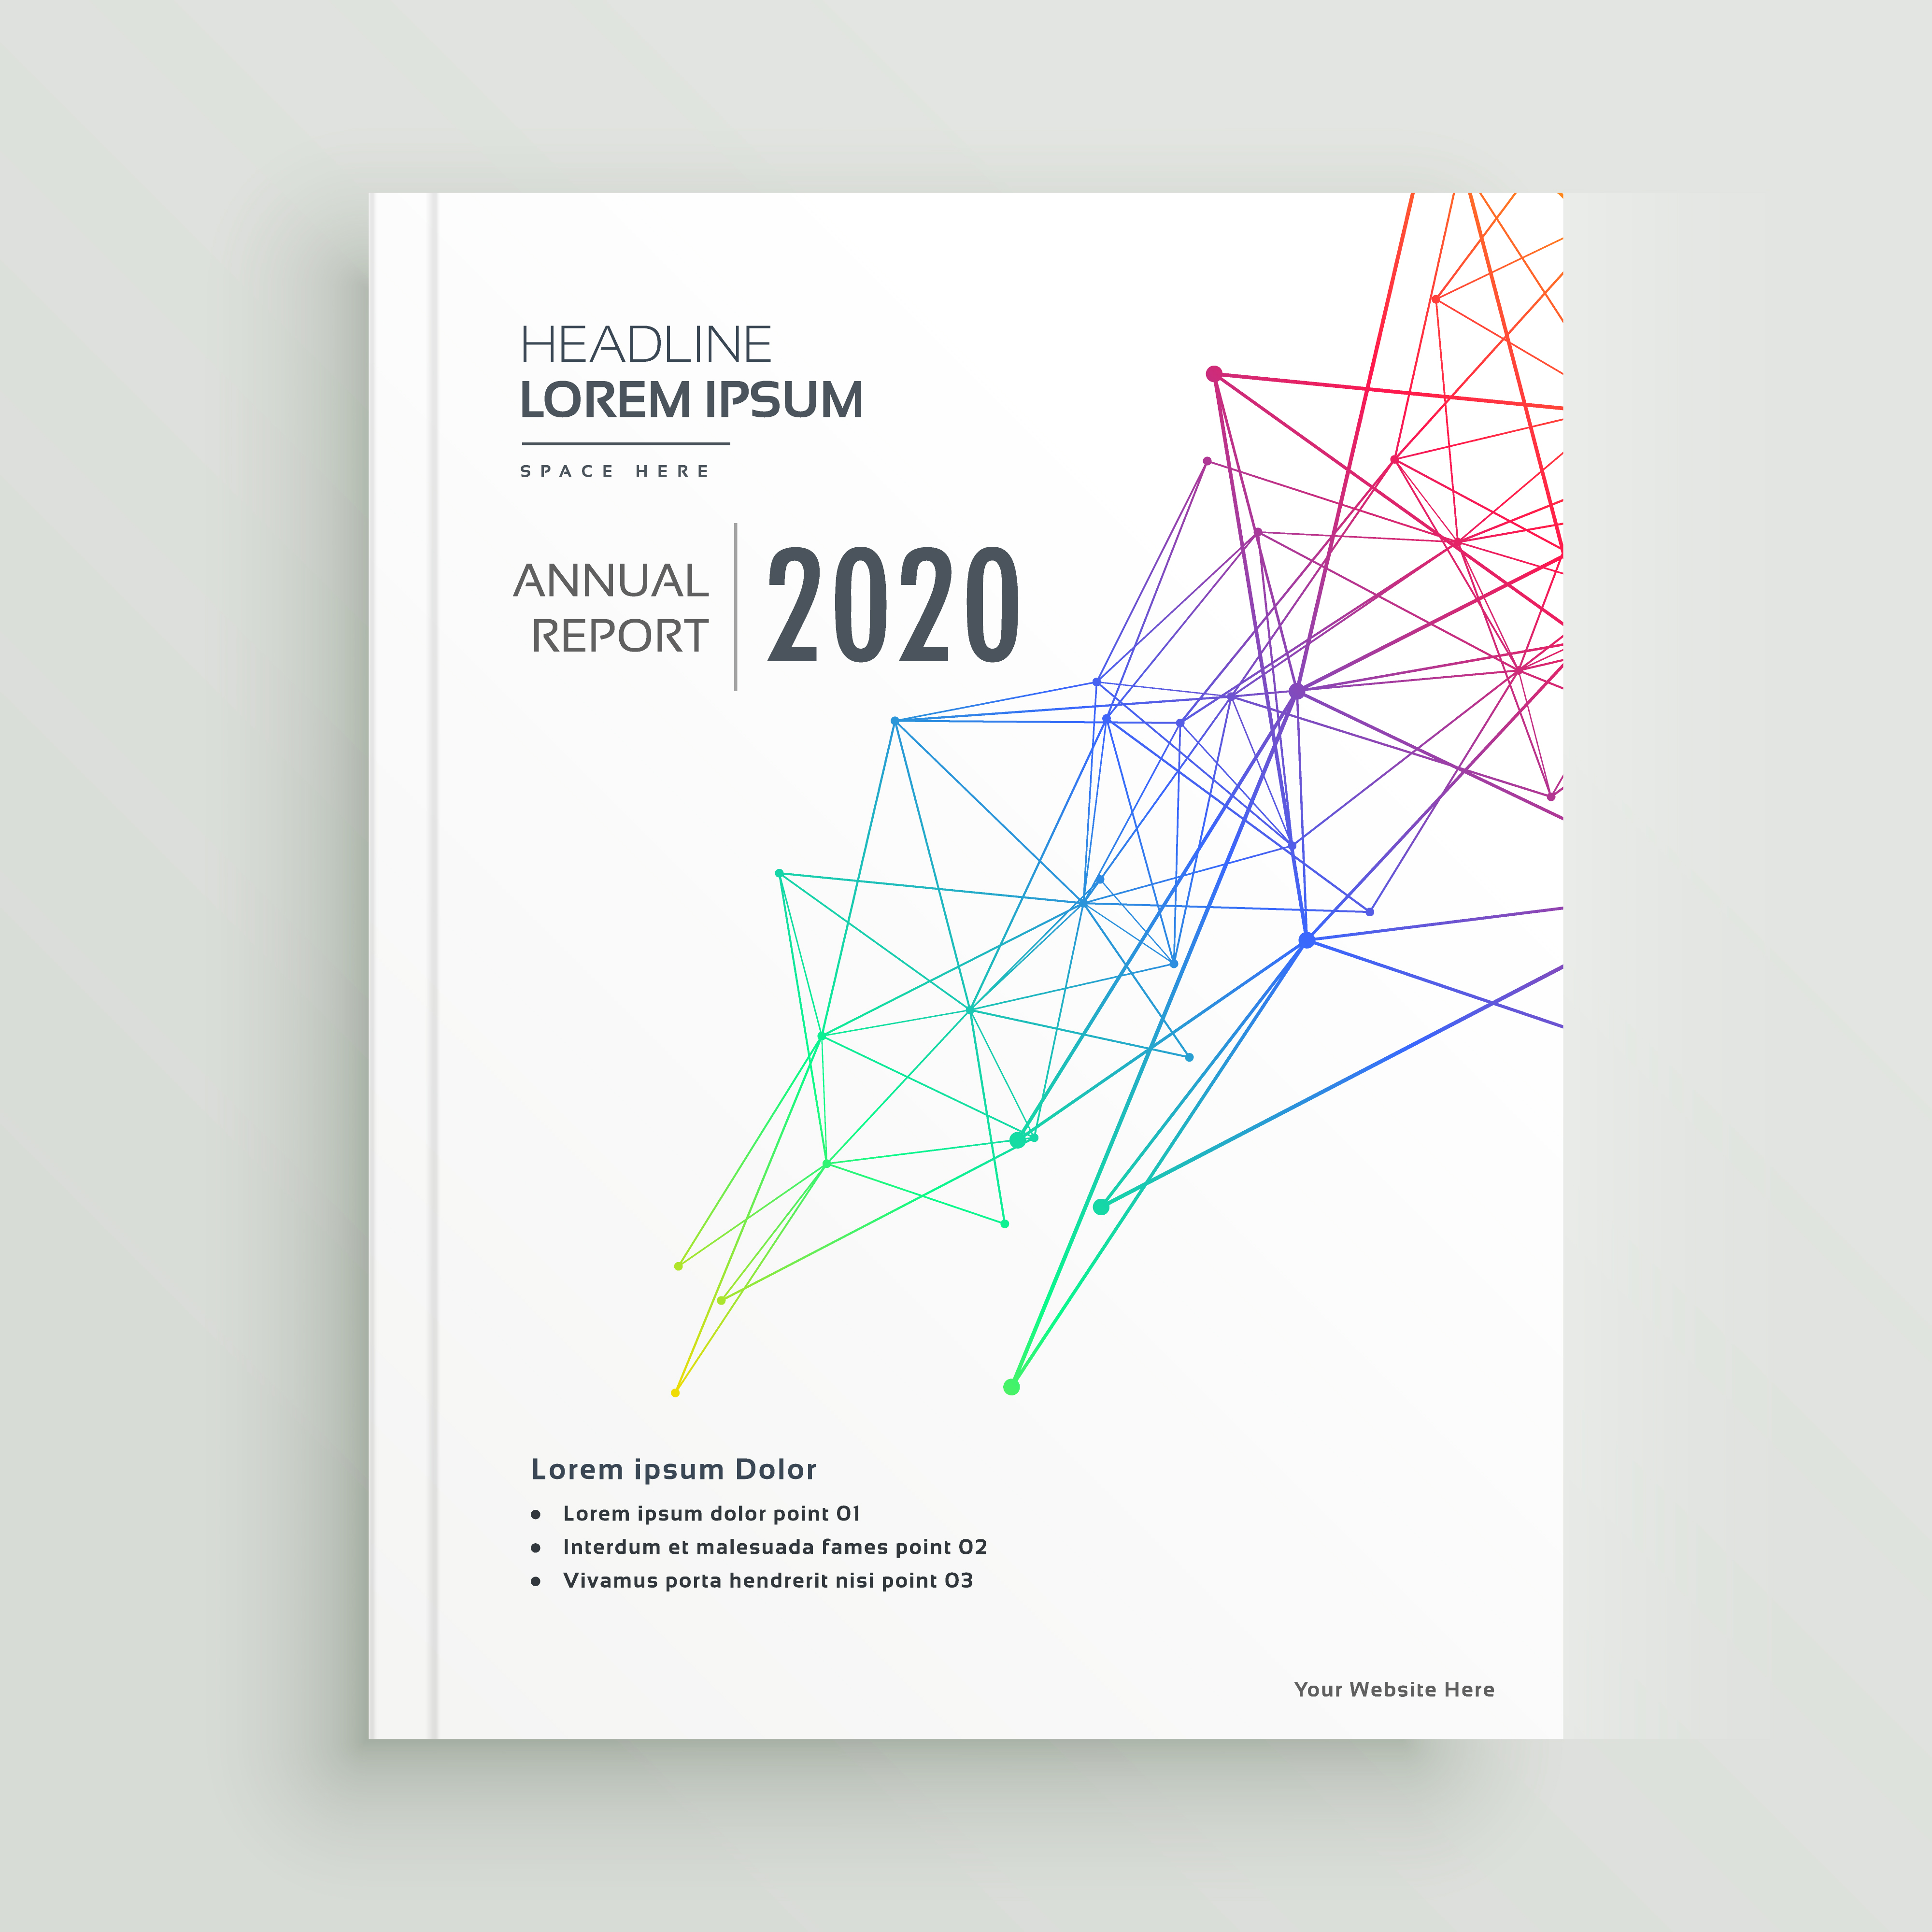 HEADLINE
LOREM IPSUM
SPACE HERE
ANNUAL
REPORT
2020
Lorem ipsum Dolor
• Lorem ipsum dolor point 01
• Interdum et malesuada fames point 02
• Vivamus porta hendrerit nisi point 03
Your Website Here